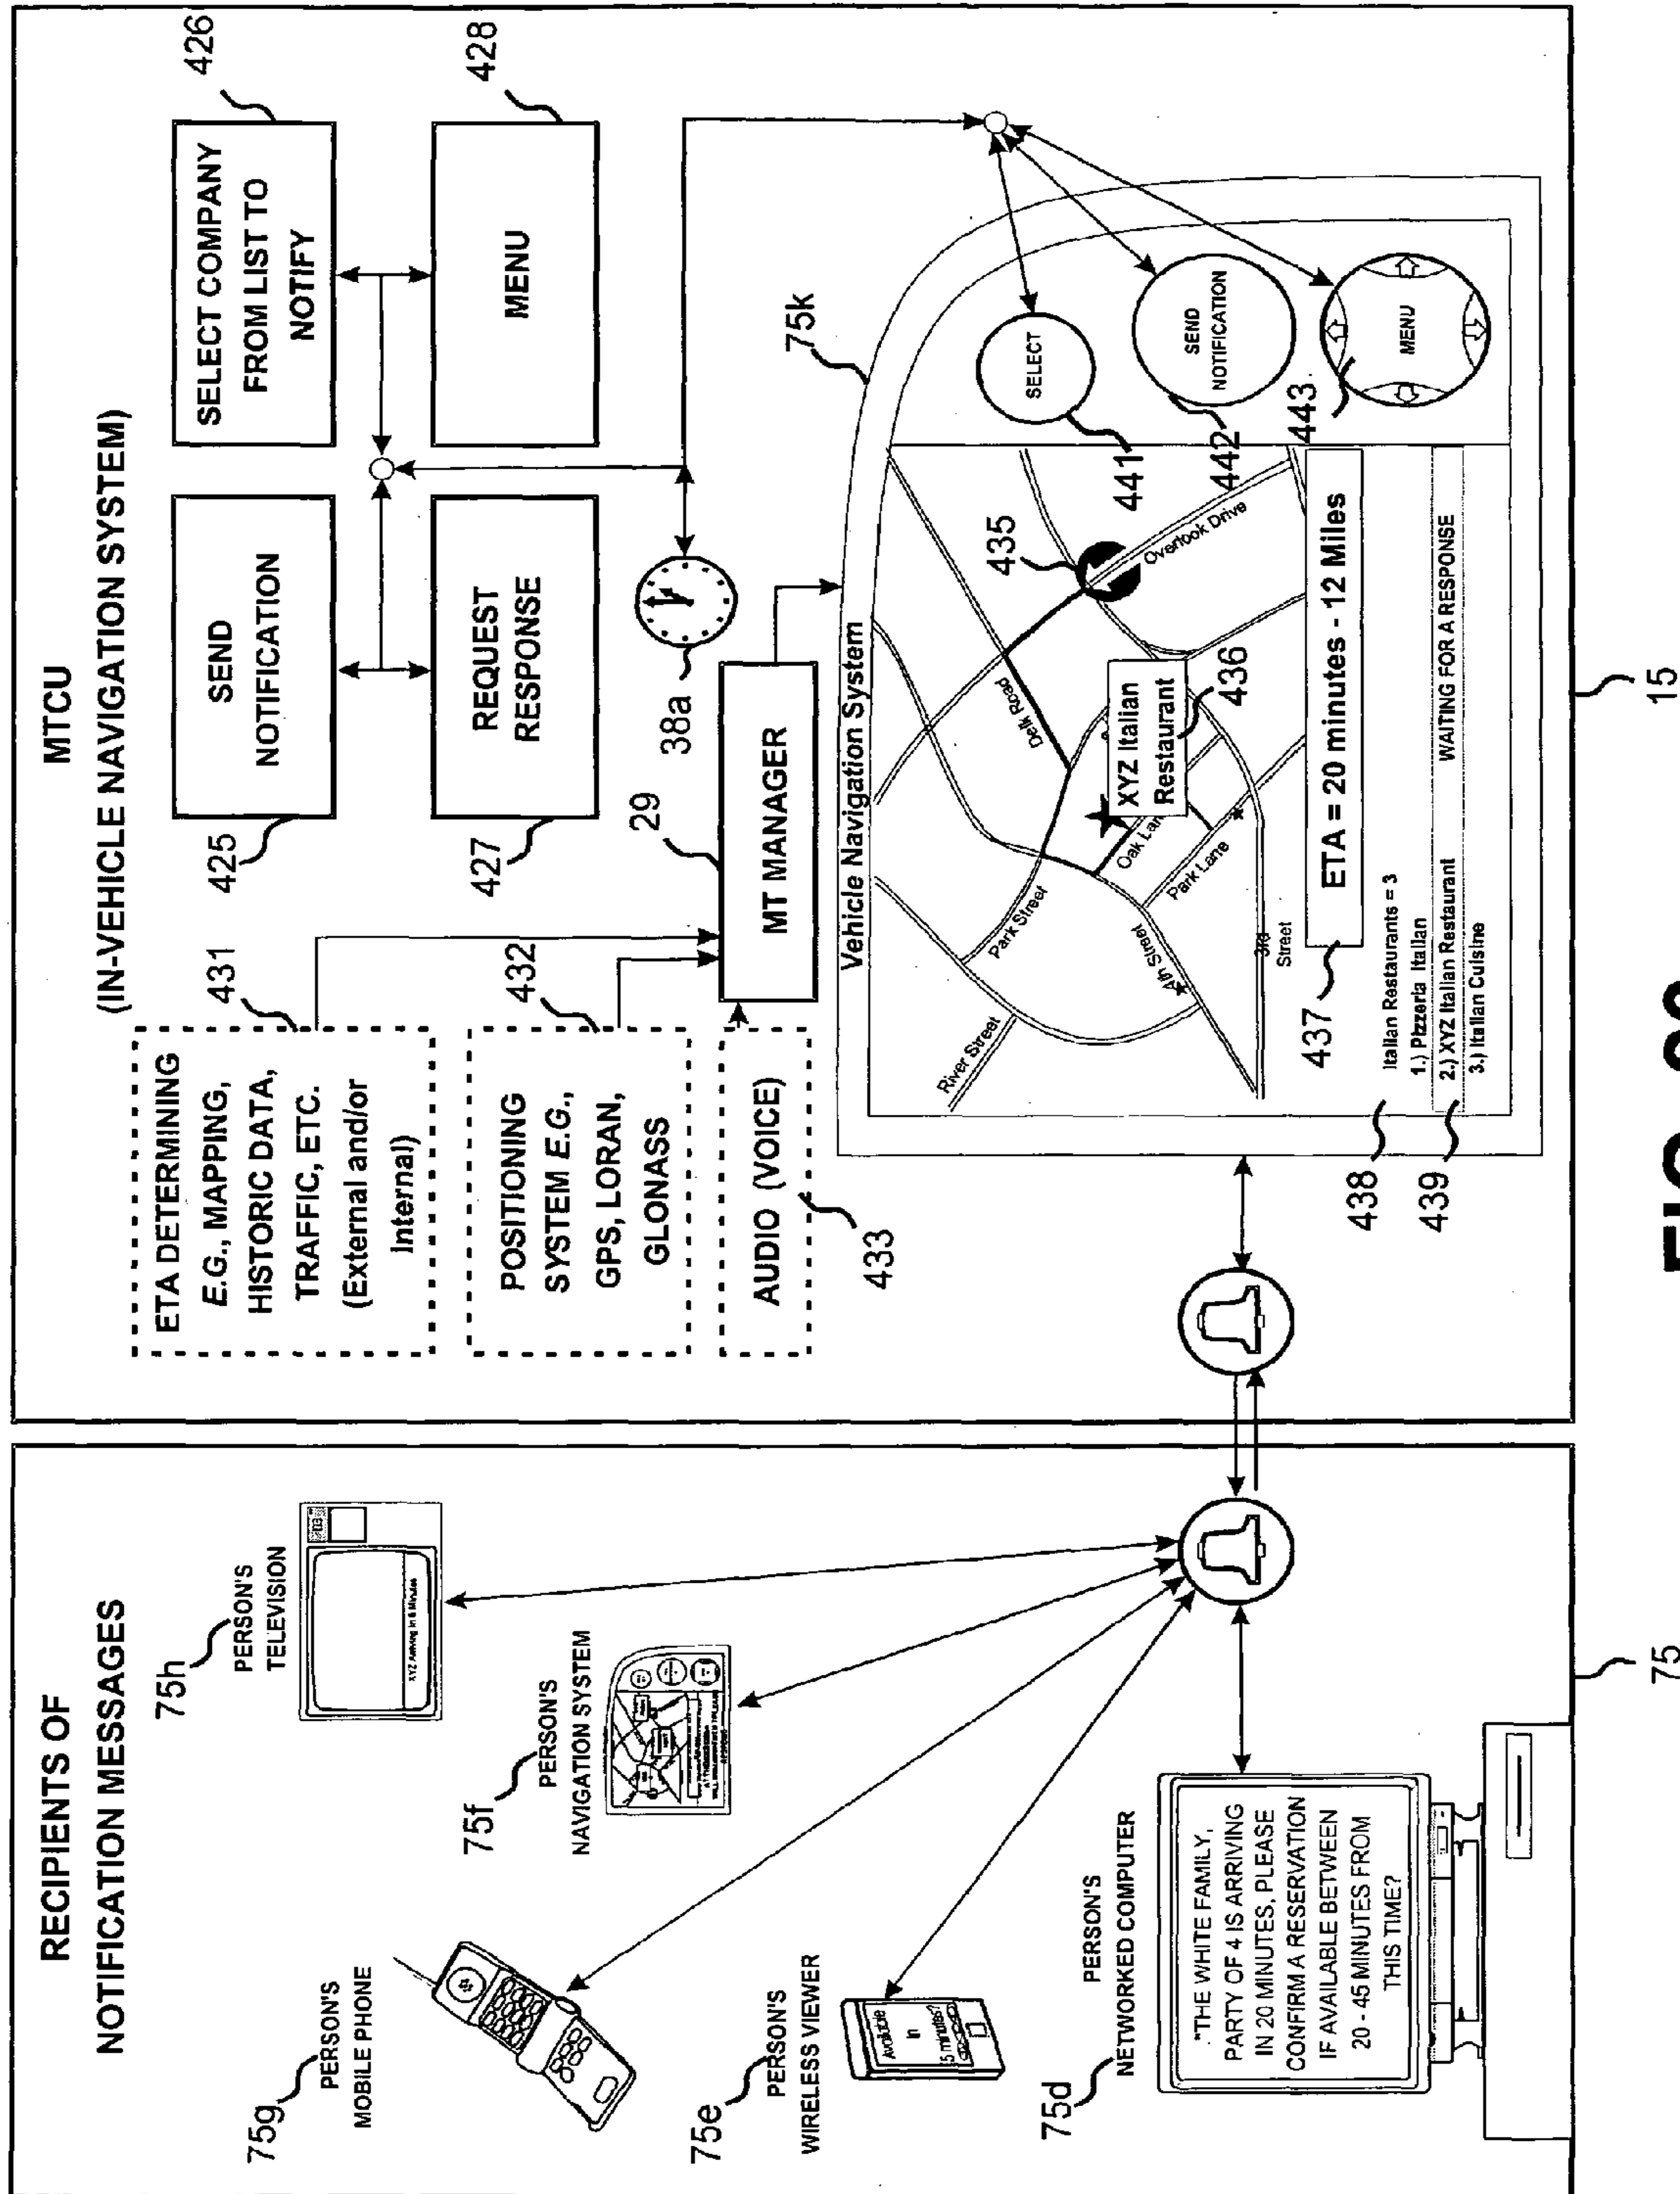 RECIPIENTS OF
NOTIFICATION MESSAGES
75g
PERSON'S
MOBILE PHONE
75h
PERSON'S
TELEVISION
XYZ Arriving in 5 Minutes
75f
PERSON'S
NAVIGATION SYSTEM
75e
PERSON'S
WIRELESS VIEWER
Available
in
5 minutes?
75d
PERSON'S
NETWORKED COMPUTER
"THE WHITE FAMILY,
PARTY OF 4 IS ARRIVING
IN 20 MINUTES, PLEASE
CONFIRM A RESERVATION
IF AVAILABLE BETWEEN
20 - 45 MINUTES FROM
THIS TIME?
75
MTCU
(IN-VEHICLE NAVIGATION SYSTEM)
ETA DETERMINING
E.G., MAPPING,
HISTORIC DATA,
TRAFFIC, ETC.
(External and/or
Internal)
431
POSITIONING
SYSTEM E.G.,
GPS, LORAN,
GLONASS
432
AUDIO (VOICE)
433
SEND
NOTIFICATION
425
SELECT COMPANY
FROM LIST TO
NOTIFY
426
REQUEST
RESPONSE
427
MENU
428
38a
MT MANAGER
29
75k
Vehicle Navigation System
River Street
Park Street
Delk Road
Overlook Drive
435
XYZ Italian
Restaurant
436
Oak Lan
Park Lane
4th Street
3rd
Street
437
ETA = 20 minutes - 12 Miles
438
Italian Restaurants = 3
1.) Pizzeria Italian
439
2.) XYZ Italian Restaurant
WAITING FOR A RESPONSE
3.) Italian Cuisine
SELECT
441
SEND
NOTIFICATION
442
MENU
443
15